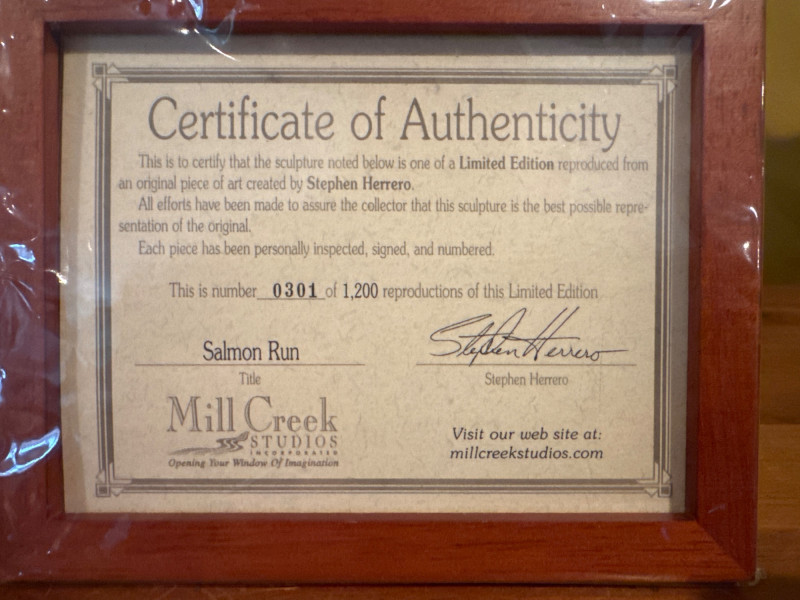 Certificate of Authenticity
This is to certify that the sculpture noted below is one of a Limited Edition reproduced from
an original piece of art created by Stephen Herrero.
All efforts have been made to assure the collector that this sculpture is the best possible repre-
sentation of the original.
Each piece has been personally inspected, signed, and numbered.
This is number 0301 of 1,200 reproductions of this Limited Edition
Salmon Run
Stephen Herrero
Title
Stephen Herrero
Mill Creek
STUDIOS
INCORPORATED
Opening Your Window Of Imagination
Visit our web site at:
millcreekstudios.com